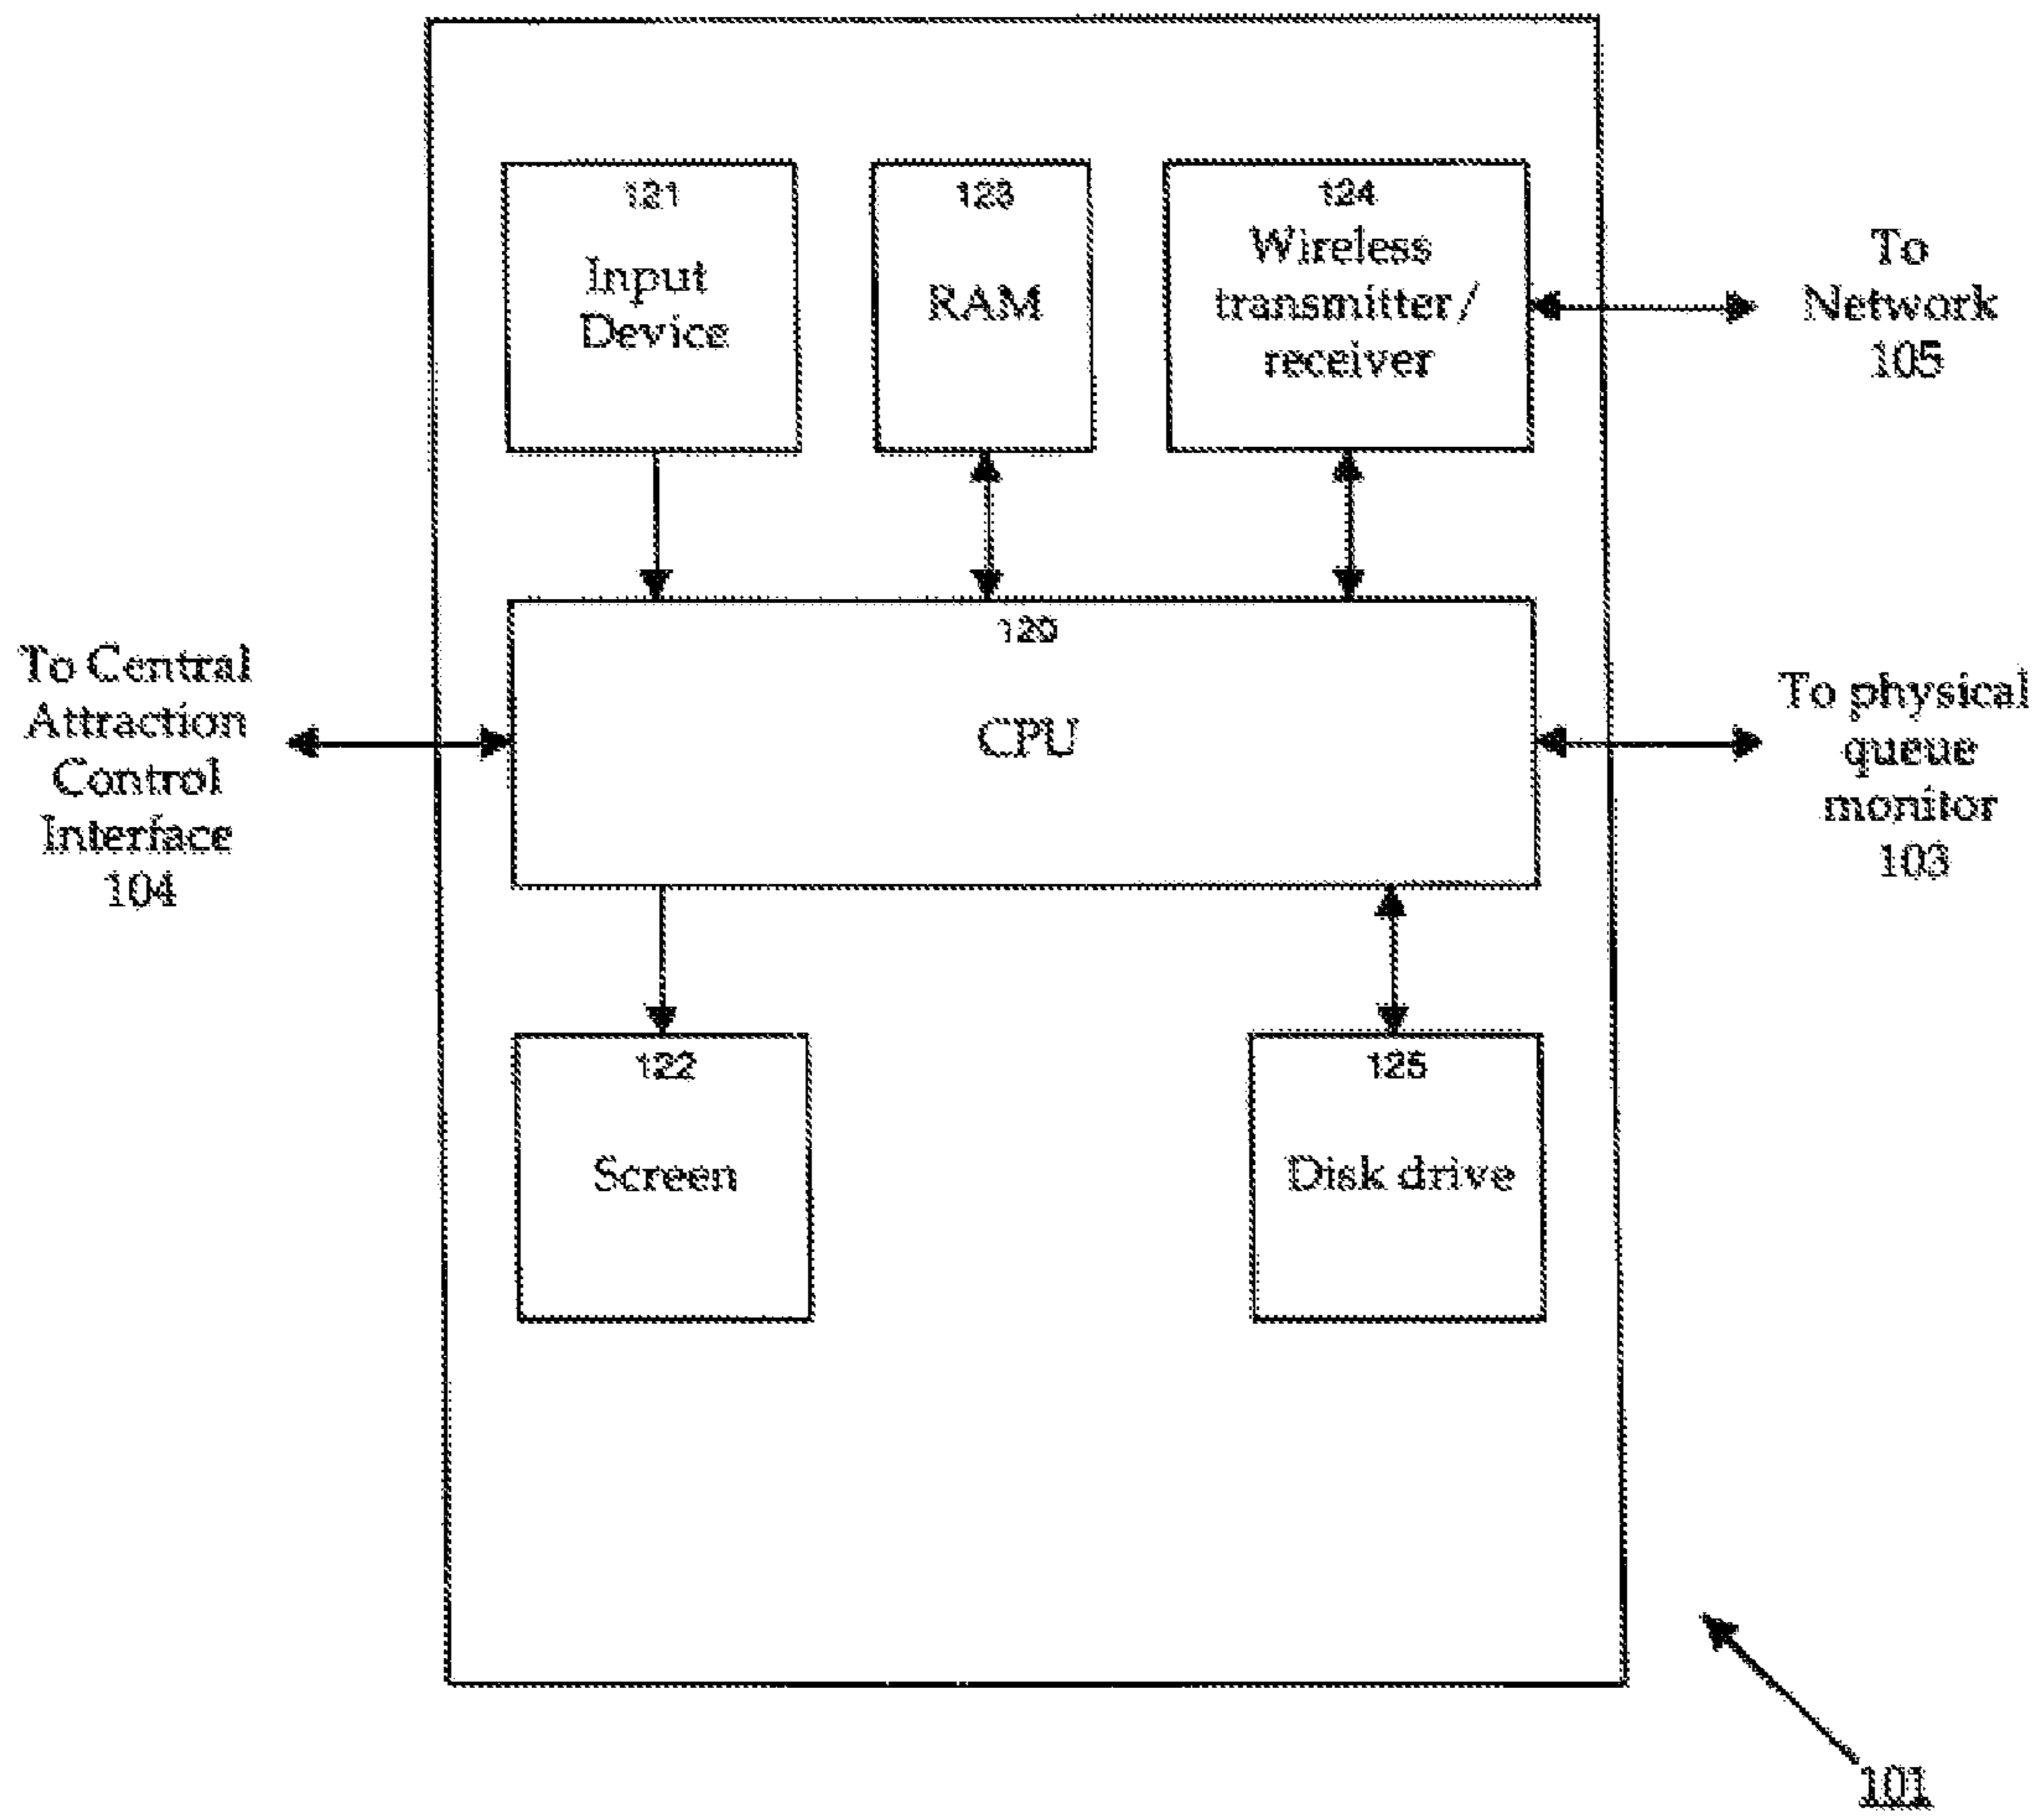 121
Input
Device
123
RAM
124
Wireless
transmitter/
receiver
To
Network
105
To Central
Attraction
Control
Interface
104
120
CPU
To physical
queue
monitor
103
122
Screen
125
Disk drive
101